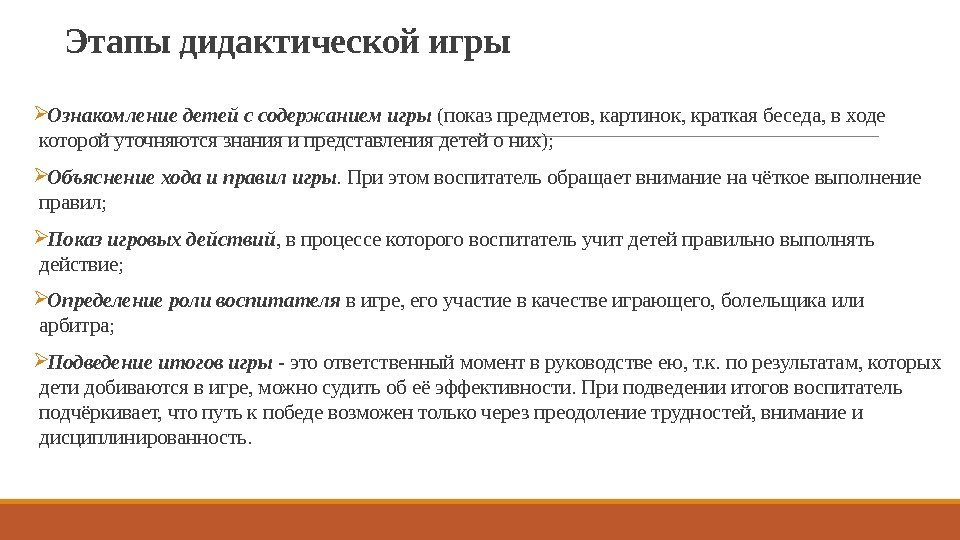 Этапы дидактической игры
Ознакомление детей с содержанием игры (показ предметов, картинок, краткая беседа, в ходе
которой уточняются знания и представления детей о них);
Объяснение хода и правил игры. При этом воспитатель обращает внимание на чёткое выполнение
правил;
Показ игровых действий, в процессе которого воспитатель учит детей правильно выполнять
действие;
Определение роли воспитателя в игре, его участие в качестве играющего, болельщика или
арбитра;
Подведение итогов игры - это ответственный момент в руководстве ею, т.к. по результатам, которых
дети добиваются в игре, можно судить об её эффективности. При подведении итогов воспитатель
подчёркивает, что путь к победе возможен только через преодоление трудностей, внимание и
дисциплинированность.